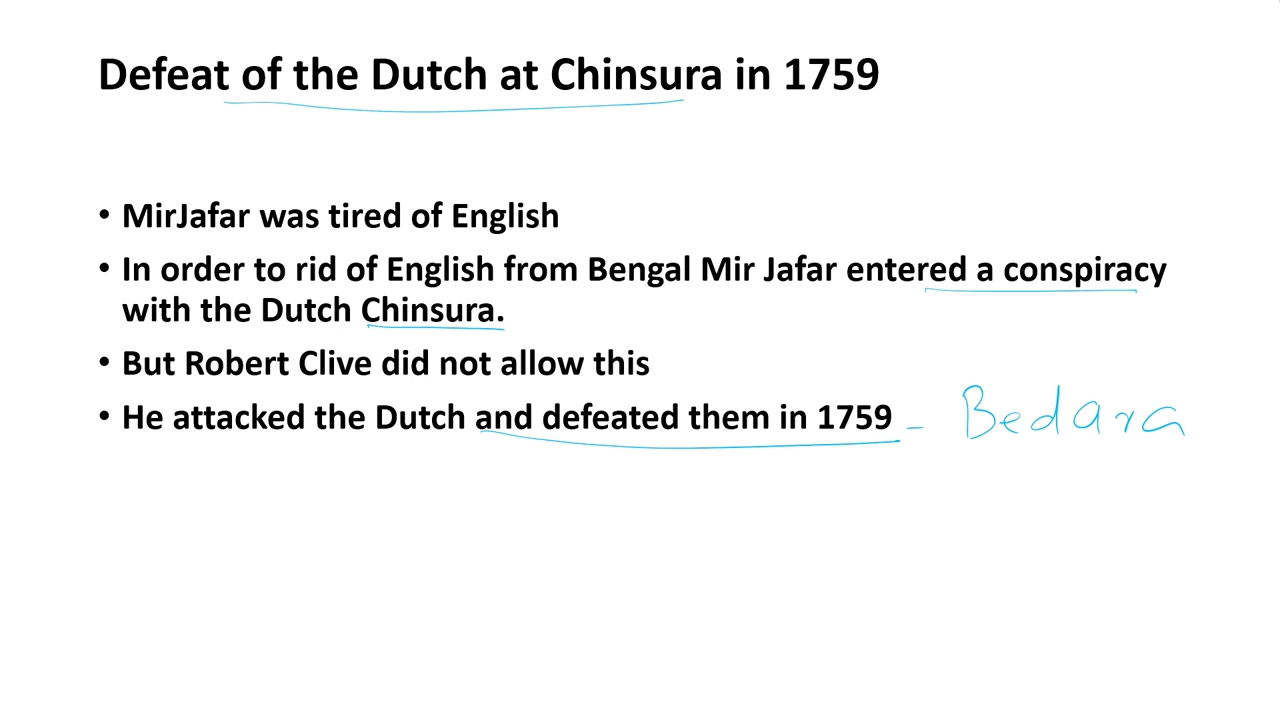 Defeat of the Dutch at Chinsura in 1759
• MirJafar was tired of English
• In order to rid of English from Bengal Mir Jafar entered a conspiracy
with the Dutch Chinsura.
• But Robert Clive did not allow this
• He attacked the Dutch and defeated them in 1759 - Bedara